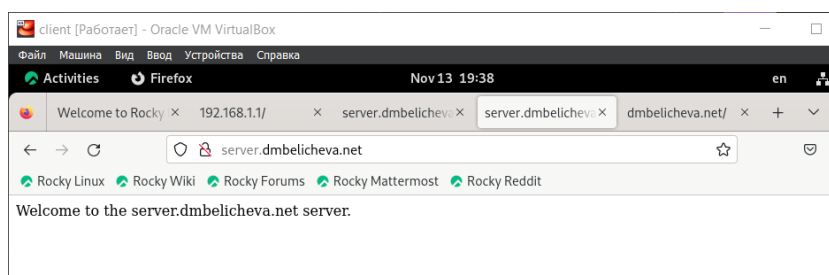 client [Работает] - Oracle VM VirtualBox
Файл Машина Вид Ввод Устройства Справка
Activities Firefox Nov 13 19:38 en
Welcome to Rocky 192.168.1.1/ server.dmbelicheva server.dmbelicheva dmbelicheva.net/
server.dmbelicheva.net
Rocky Linux Rocky Wiki Rocky Forums Rocky Mattermost Rocky Reddit
Welcome to the server.dmbelicheva.net server.